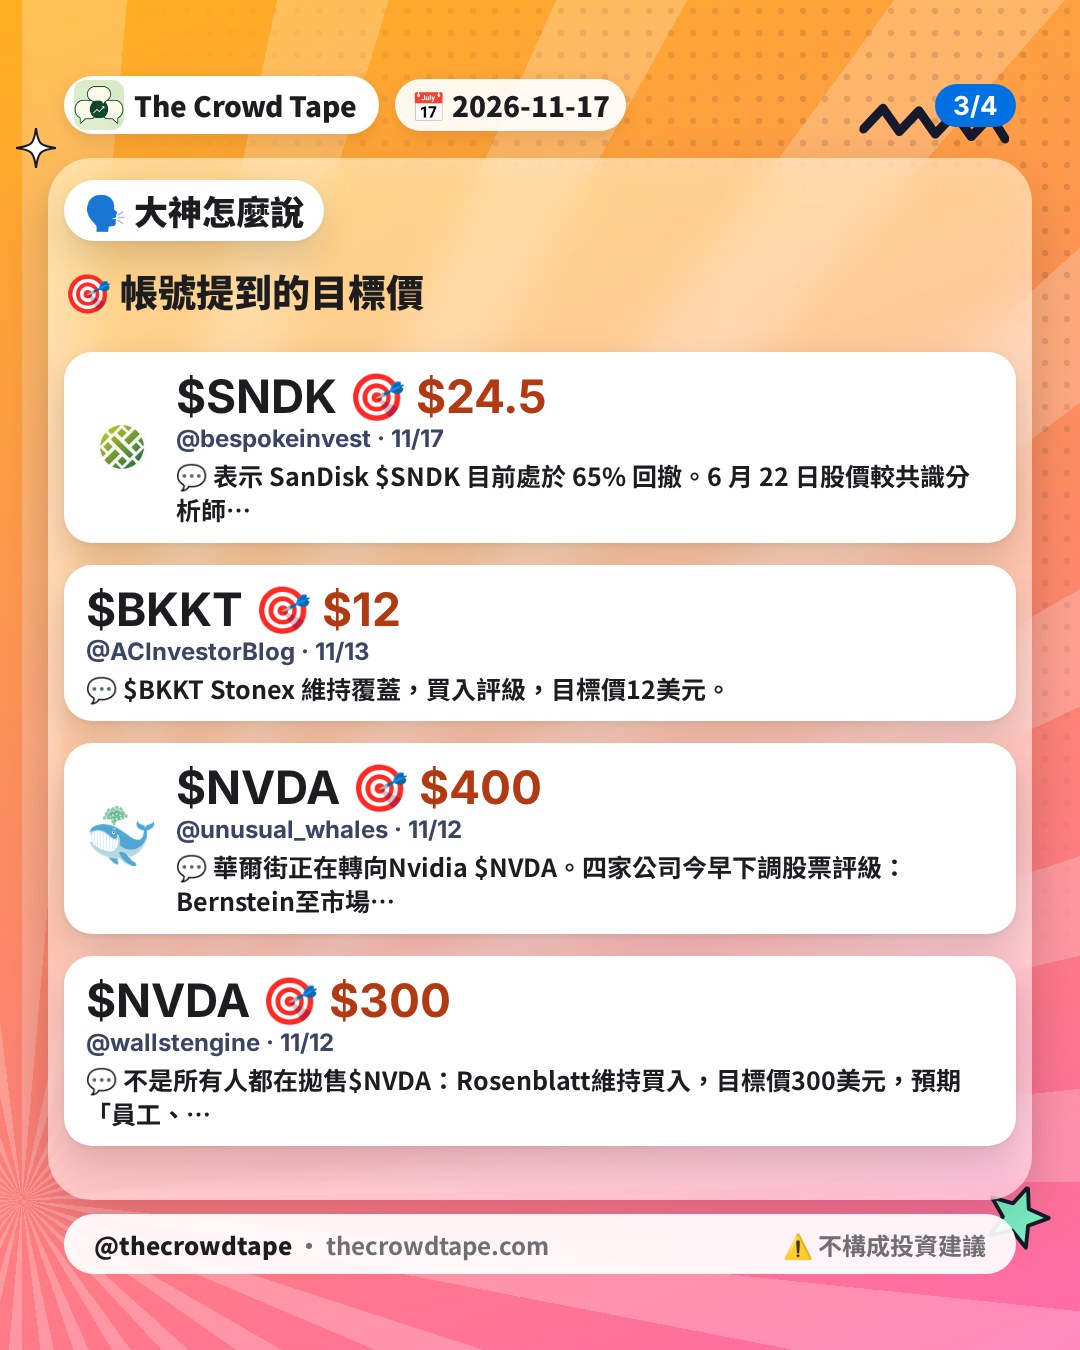 The Crowd Tape
2026-11-17
3/4
大神怎麼說
帳號提到的目標價
$SNDK $24.5
@bespokeinvest · 11/17
表示 SanDisk $SNDK 目前處於 65% 回撤。6 月 22 日股價較共識分
析師…
$BKKT $12
@ACInvestorBlog · 11/13
$BKKT Stonex 維持覆蓋，買入評級，目標價12美元。
$NVDA $400
@unusual_whales · 11/12
華爾街正在轉向Nvidia $NVDA。四家公司今早下調股票評級：
Bernstein至市場…
$NVDA $300
@wallstengine · 11/12
不是所有人都在拋售$NVDA：Rosenblatt維持買入，目標價300美元，預期
「員工、…
@thecrowdtape · thecrowdtape.com
不構成投資建議